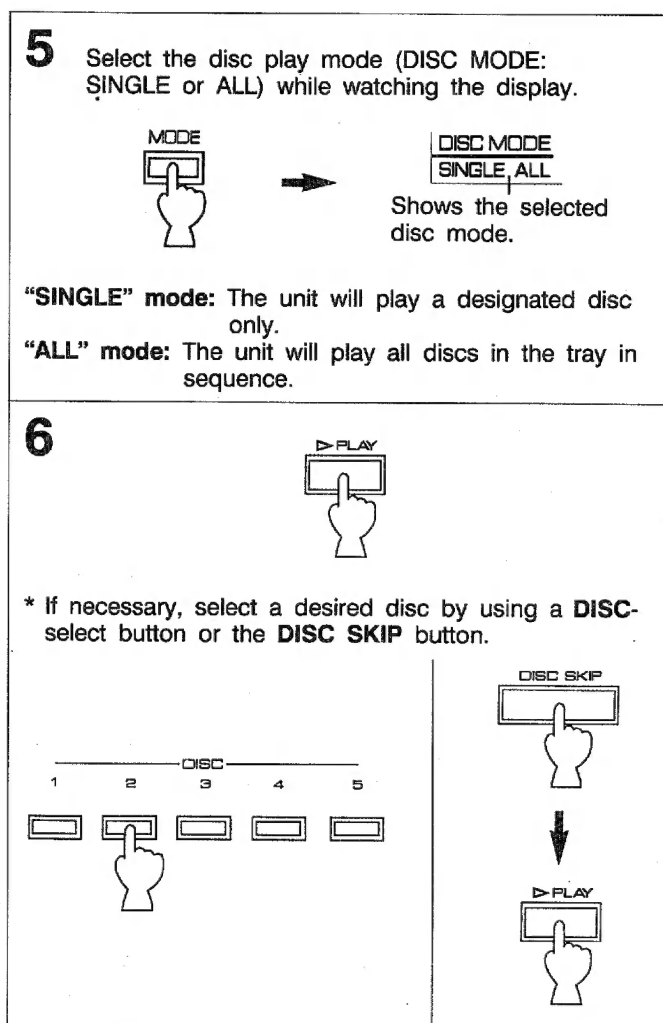 5
Select the disc play mode (DISC MODE:
SINGLE or ALL) while watching the display.
MODE
DISC MODE
SINGLE, ALL
Shows the selected
disc mode.
"SINGLE" mode: The unit will play a designated disc
only.
"ALL" mode: The unit will play all discs in the tray in
sequence.
6
▷PLAY
* If necessary, select a desired disc by using a DISC-
select button or the DISC SKIP button.
DISC
1 2 3 4 5
DISC SKIP
▷PLAY